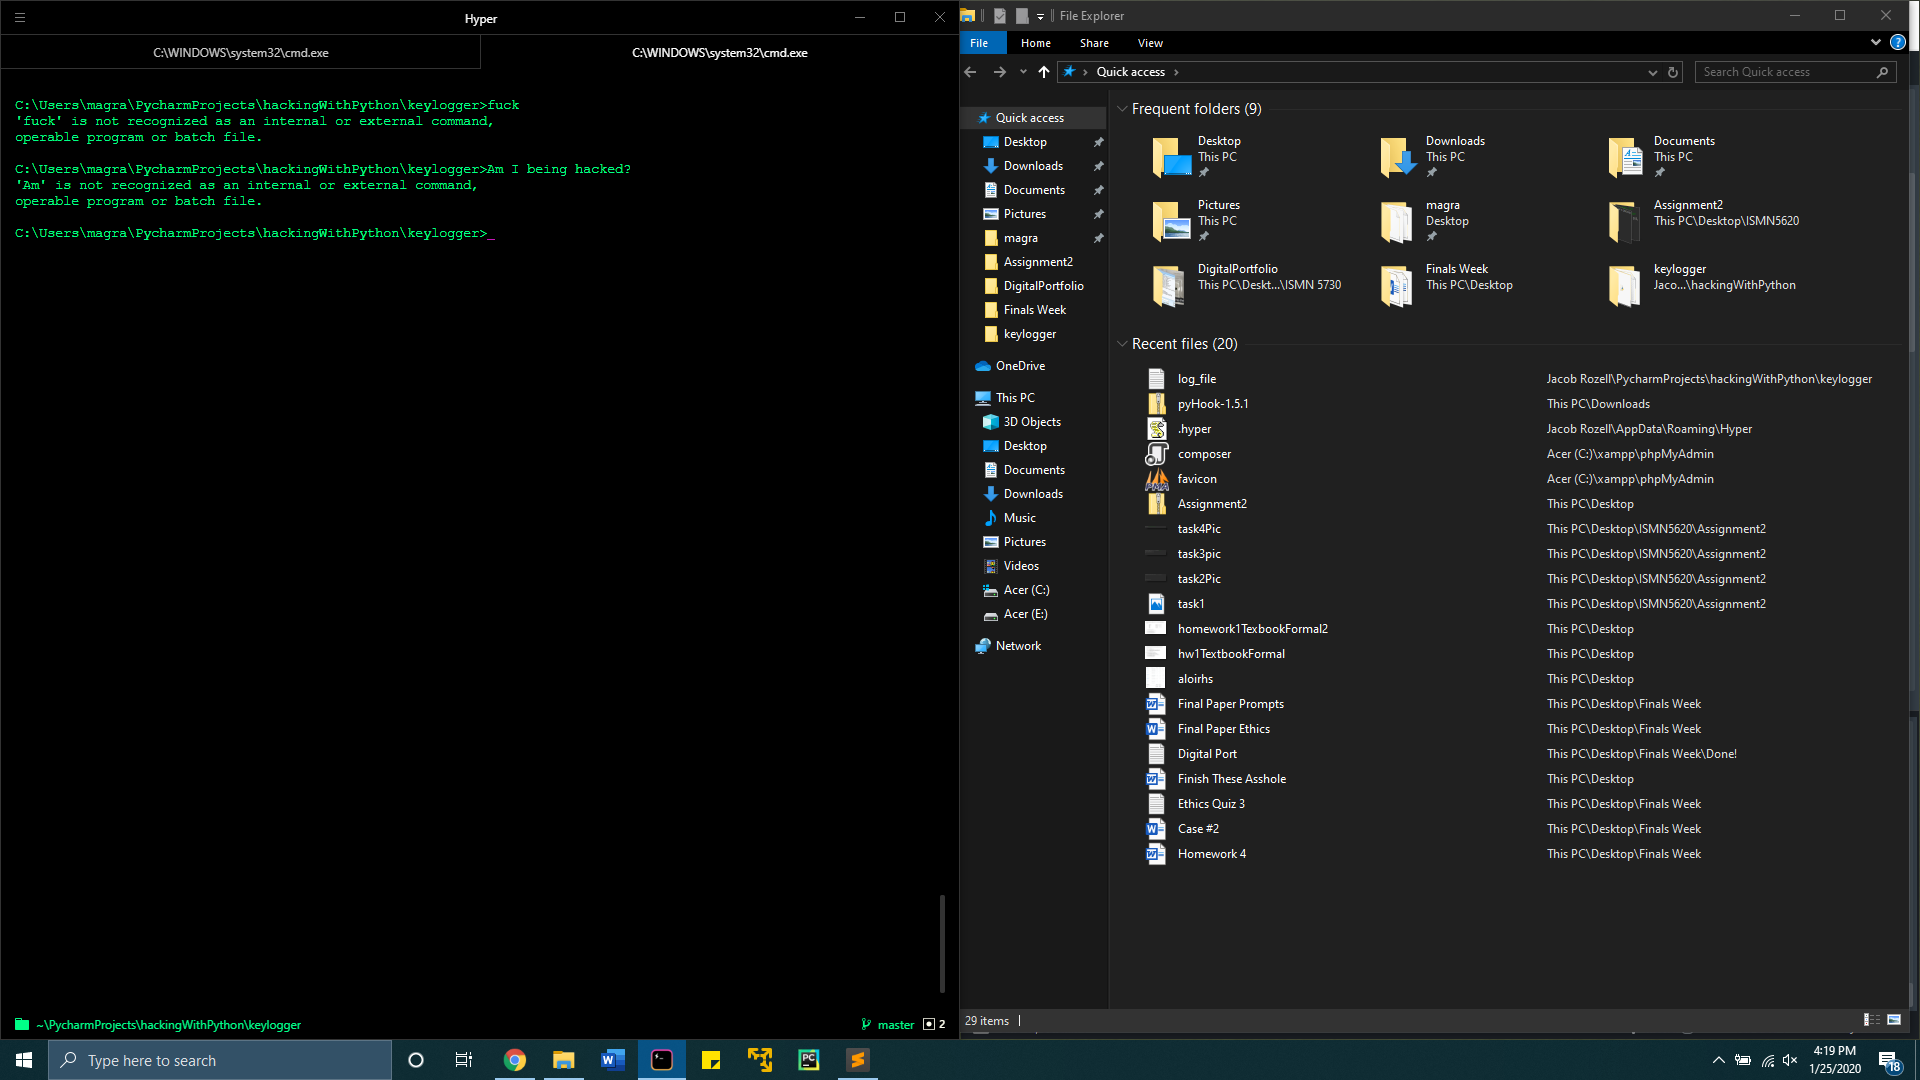 Hyper
C:\WINDOWS\system32\cmd.exe
C:\WINDOWS\system32\cmd.exe
C:\Users\magra\PycharmProjects\hackingWithPython\keylogger>fuck
'fuck' is not recognized as an internal or external command,
operable program or batch file.
C:\Users\magra\PycharmProjects\hackingWithPython\keylogger>Am I being hacked?
'Am' is not recognized as an internal or external command,
operable program or batch file.
C:\Users\magra\PycharmProjects\hackingWithPython\keylogger>_
~\PycharmProjects\hackingWithPython\keylogger
master 2
File Explorer
File Home Share View
Quick access
Search Quick access
Quick access
Desktop
Downloads
Documents
Pictures
magra
Assignment2
DigitalPortfolio
Finals Week
keylogger
OneDrive
This PC
3D Objects
Desktop
Documents
Downloads
Music
Pictures
Videos
Acer (C:)
Acer (E:)
Network
Frequent folders (9)
Desktop
This PC
Downloads
This PC
Documents
This PC
Pictures
This PC
magra
Desktop
Assignment2
This PC\Desktop\ISMN5620
DigitalPortfolio
This PC\Deskt...\ISMN 5730
Finals Week
This PC\Desktop
keylogger
Jaco...\hackingWithPython
Recent files (20)
log_file Jacob Rozell\PycharmProjects\hackingWithPython\keylogger
pyHook-1.5.1 This PC\Downloads
.hyper Jacob Rozell\AppData\Roaming\Hyper
composer Acer (C:)\xampp\phpMyAdmin
favicon Acer (C:)\xampp\phpMyAdmin
Assignment2 This PC\Desktop
task4Pic This PC\Desktop\ISMN5620\Assignment2
task3pic This PC\Desktop\ISMN5620\Assignment2
task2Pic This PC\Desktop\ISMN5620\Assignment2
task1 This PC\Desktop\ISMN5620\Assignment2
homework1TexbookFormal2 This PC\Desktop
hw1TextbookFormal This PC\Desktop
aloirhs This PC\Desktop
Final Paper Prompts This PC\Desktop\Finals Week
Final Paper Ethics This PC\Desktop\Finals Week
Digital Port This PC\Desktop\Finals Week\Done!
Finish These Asshole This PC\Desktop
Ethics Quiz 3 This PC\Desktop\Finals Week
Case #2 This PC\Desktop\Finals Week
Homework 4 This PC\Desktop\Finals Week
29 items
Type here to search
4:19 PM
1/25/2020
18